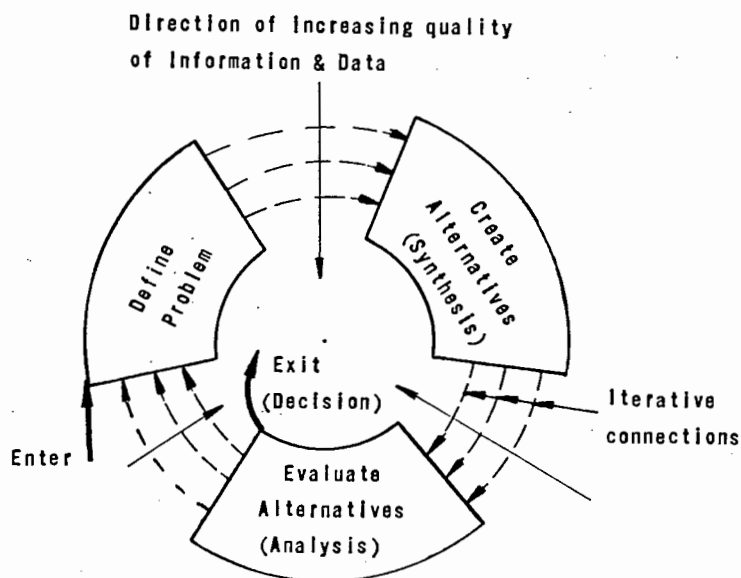 Direction of Increasing quality
of Information & Data
Define
Problem
Create
Alternatives
(Synthesis)
Exit
(Decision)
Iterative
connections
Enter
Evaluate
Alternatives
(Analysis)